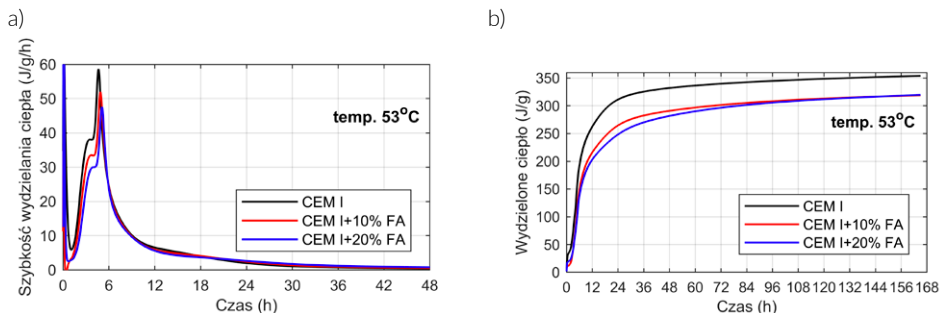 a)
b)
Szybkość wydzielania ciepła (J/g/h)
60
50
40
30
20
10
0
temp. 53°C
CEM I
CEM I+10% FA
CEM I+20% FA
0 6 12 18 24 30 36 42 48
Czas (h)
Wydzielone ciepło (J/g)
350
300
250
200
150
100
50
0
temp. 53°C
CEM I
CEM I+10% FA
CEM I+20% FA
0 12 24 36 48 60 72 84 96 108 120 132 144 156 168
Czas (h)